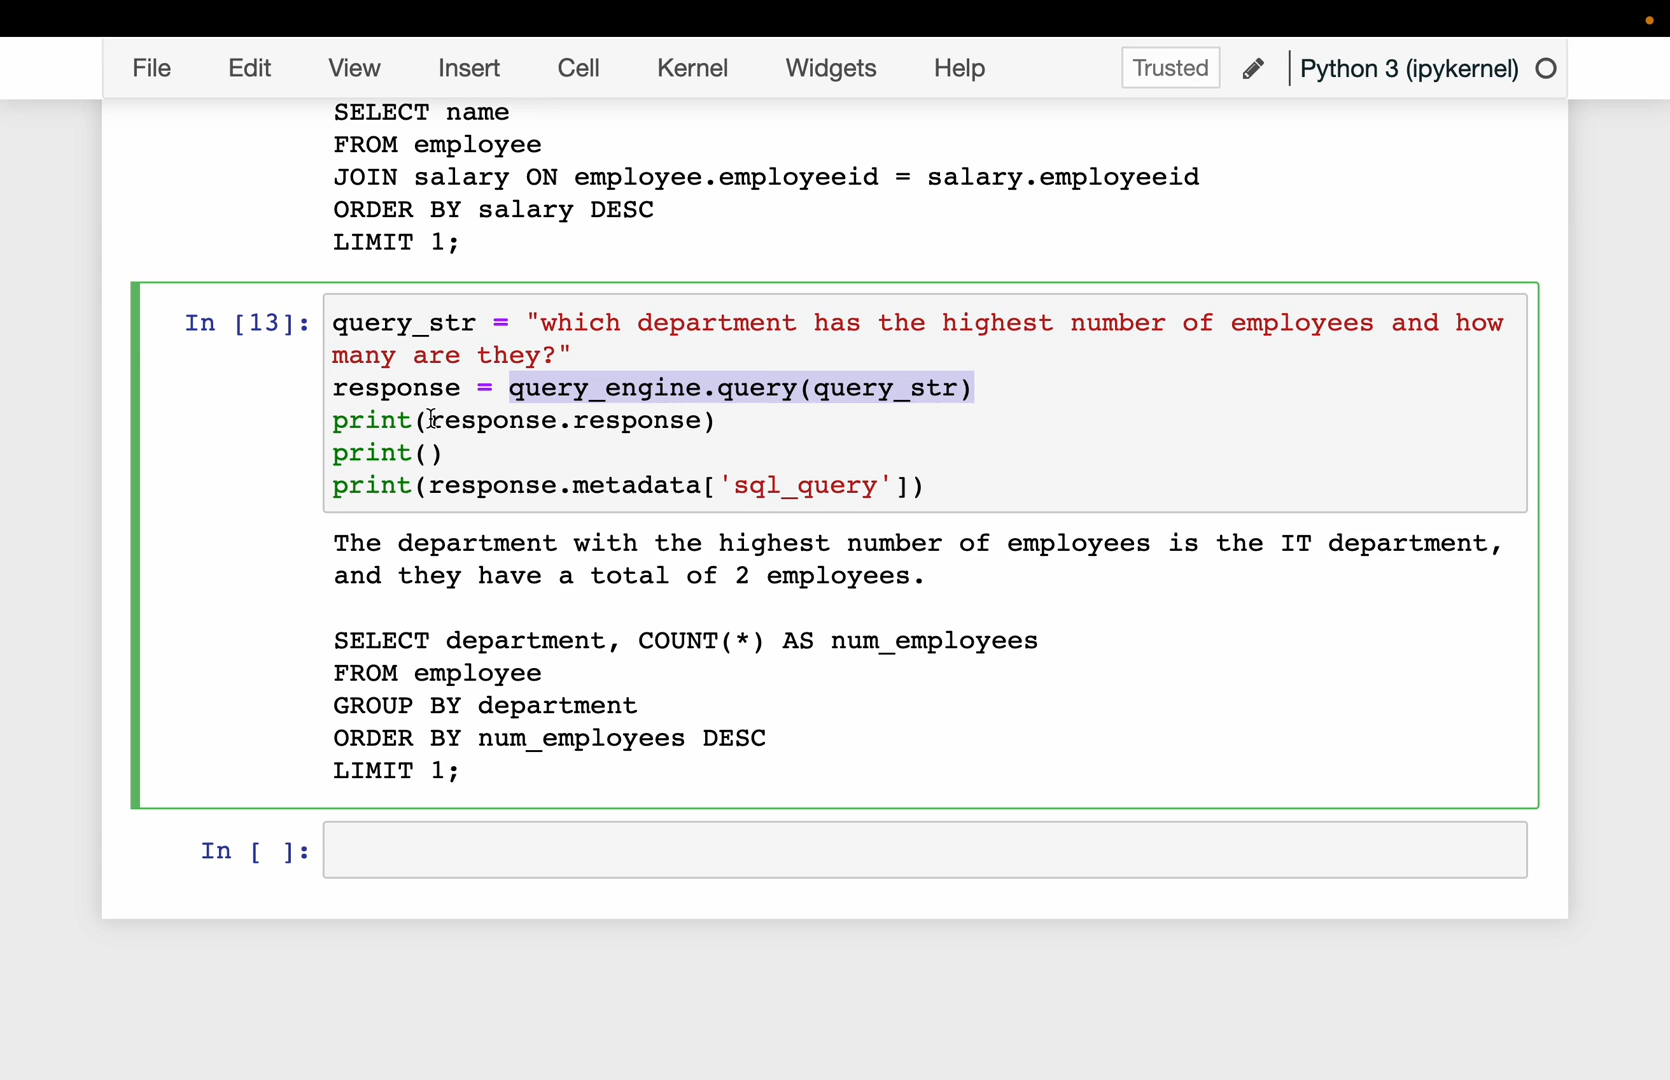 File Edit View Insert Cell Kernel Widgets Help Trusted Python 3 (ipykernel)
SELECT name
FROM employee
JOIN salary ON employee.employeeid = salary.employeeid
ORDER BY salary DESC
LIMIT 1;
In [13]: query_str = "which department has the highest number of employees and how
many are they?"
response = query_engine.query(query_str)
print(response.response)
print()
print(response.metadata['sql_query'])
The department with the highest number of employees is the IT department,
and they have a total of 2 employees.
SELECT department, COUNT(*) AS num_employees
FROM employee
GROUP BY department
ORDER BY num_employees DESC
LIMIT 1;
In [ ]: